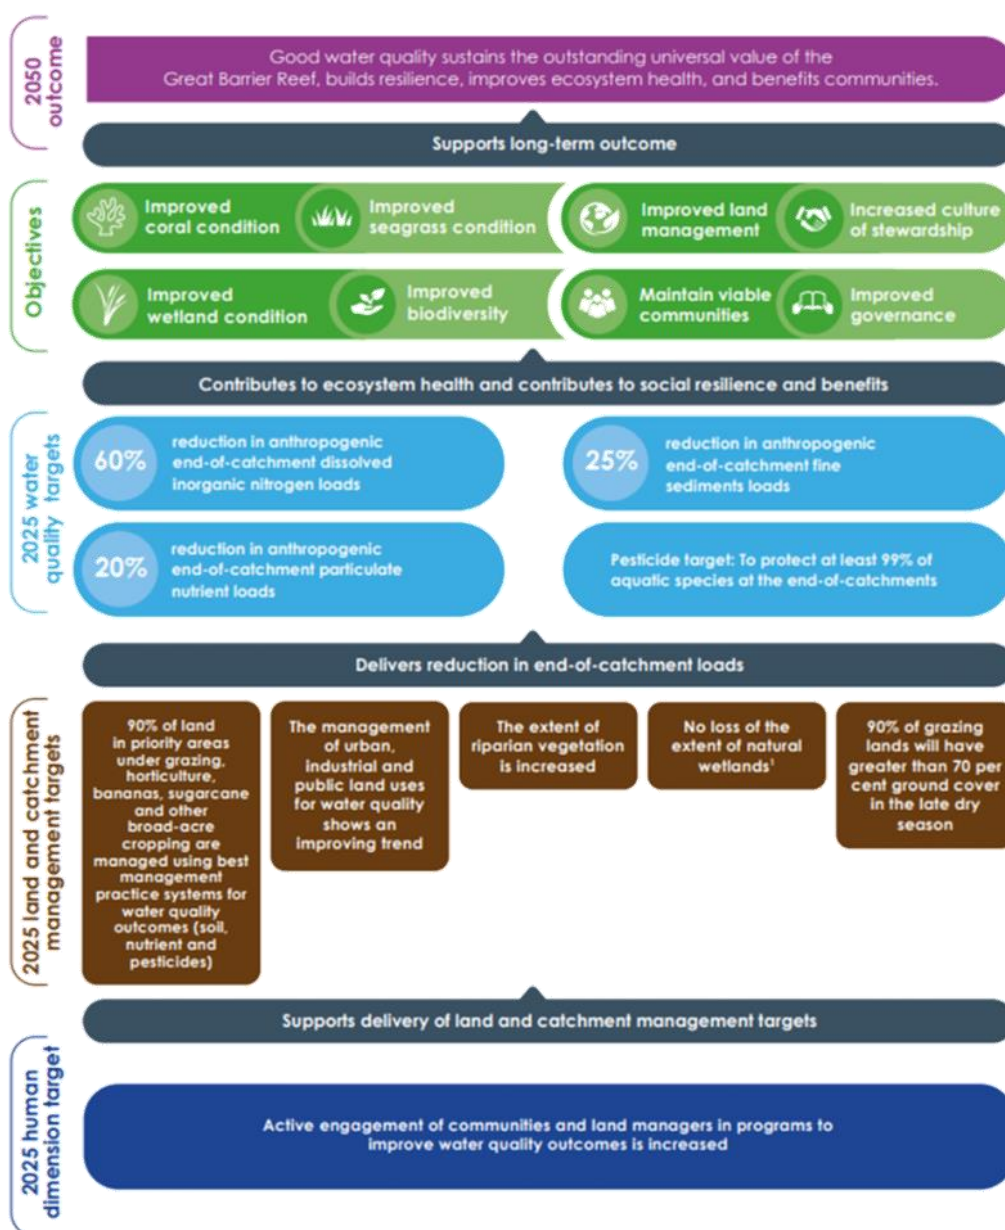 2050
outcome
Good water quality sustains the outstanding universal value of the
Great Barrier Reef, builds resilience, improves ecosystem health, and benefits communities.
Supports long-term outcome
Objectives
Improved
coral condition
Improved
seagrass condition
Improved land
management
Increased culture
of stewardship
Improved
wetland condition
Improved
biodiversity
Maintain viable
communities
Improved
governance
Contributes to ecosystem health and contributes to social resilience and benefits
2025 water
quality targets
60%
reduction in anthropogenic
end-of-catchment dissolved
inorganic nitrogen loads
25%
reduction in anthropogenic
end-of-catchment fine
sediments loads
20%
reduction in anthropogenic
end-of-catchment particulate
nutrient loads
Pesticide target: To protect at least 99% of
aquatic species at the end-of-catchments
Delivers reduction in end-of-catchment loads
2025 land and catchment
management targets
90% of land
in priority areas
under grazing,
horticulture,
bananas, sugarcane
and other
broad-acre
cropping are
managed using best
management
practice systems for
water quality
outcomes (soil,
nutrient and
pesticides)
The management
of urban,
industrial and
public land uses
for water quality
shows an
improving trend
The extent of
riparian vegetation
is increased
No loss of the
extent of natural
wetlands¹
90% of grazing
lands will have
greater than 70 per
cent ground cover
in the late dry
season
Supports delivery of land and catchment management targets
2025 human
dimension target
Active engagement of communities and land managers in programs to
improve water quality outcomes is increased